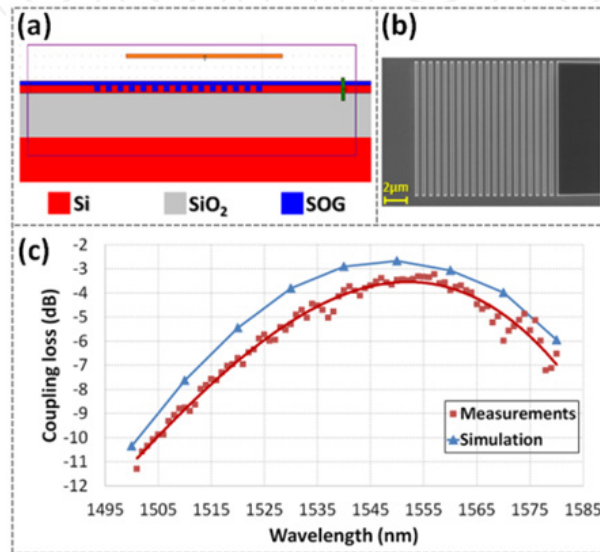 (a)
Si
SiO₂
SOG
(b)
2μm
(c)
-2
-3
-4
-5
-6
-7
-8
-9
-10
-11
-12
Coupling loss (dB)
Measurements
Simulation
1495 1505 1515 1525 1535 1545 1555 1565 1575 1585
Wavelength (nm)